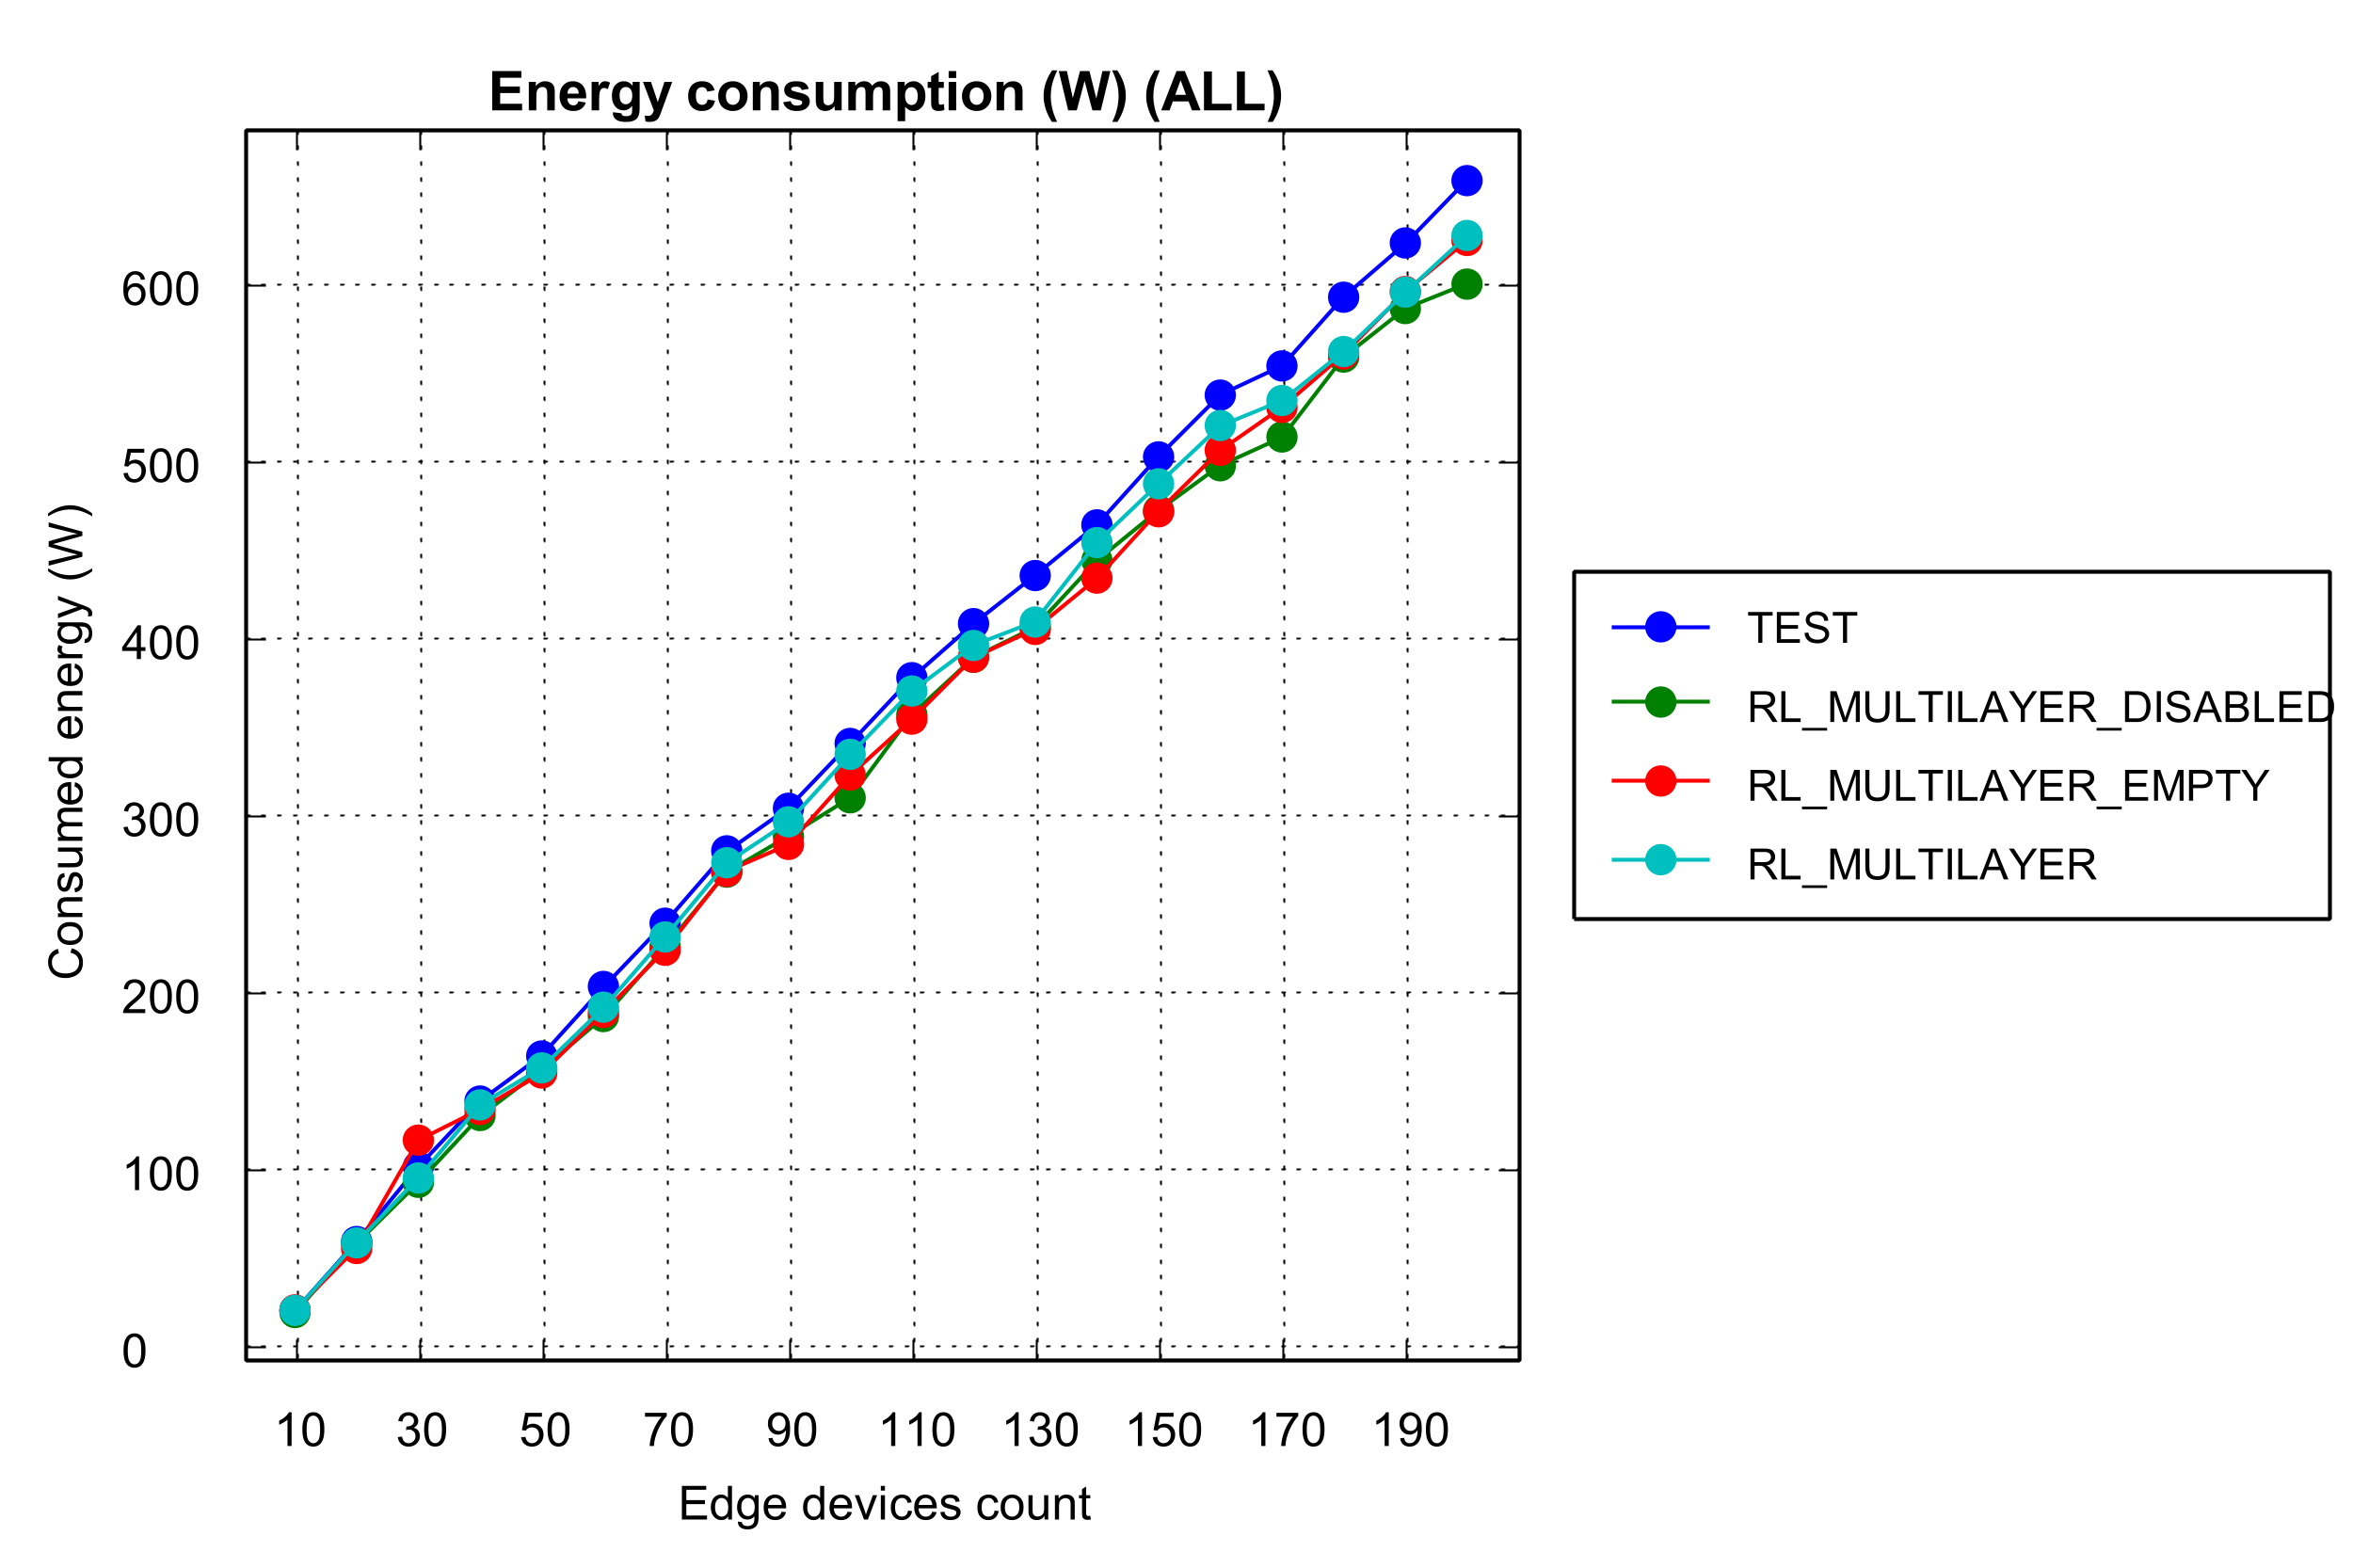 Energy consumption (W) (ALL)
600
500
400
300
200
100
0
Consumed energy (W)
10 30 50 70 90 110 130 150 170 190
Edge devices count
TEST
RL_MULTILAYER_DISABLED
RL_MULTILAYER_EMPTY
RL_MULTILAYER